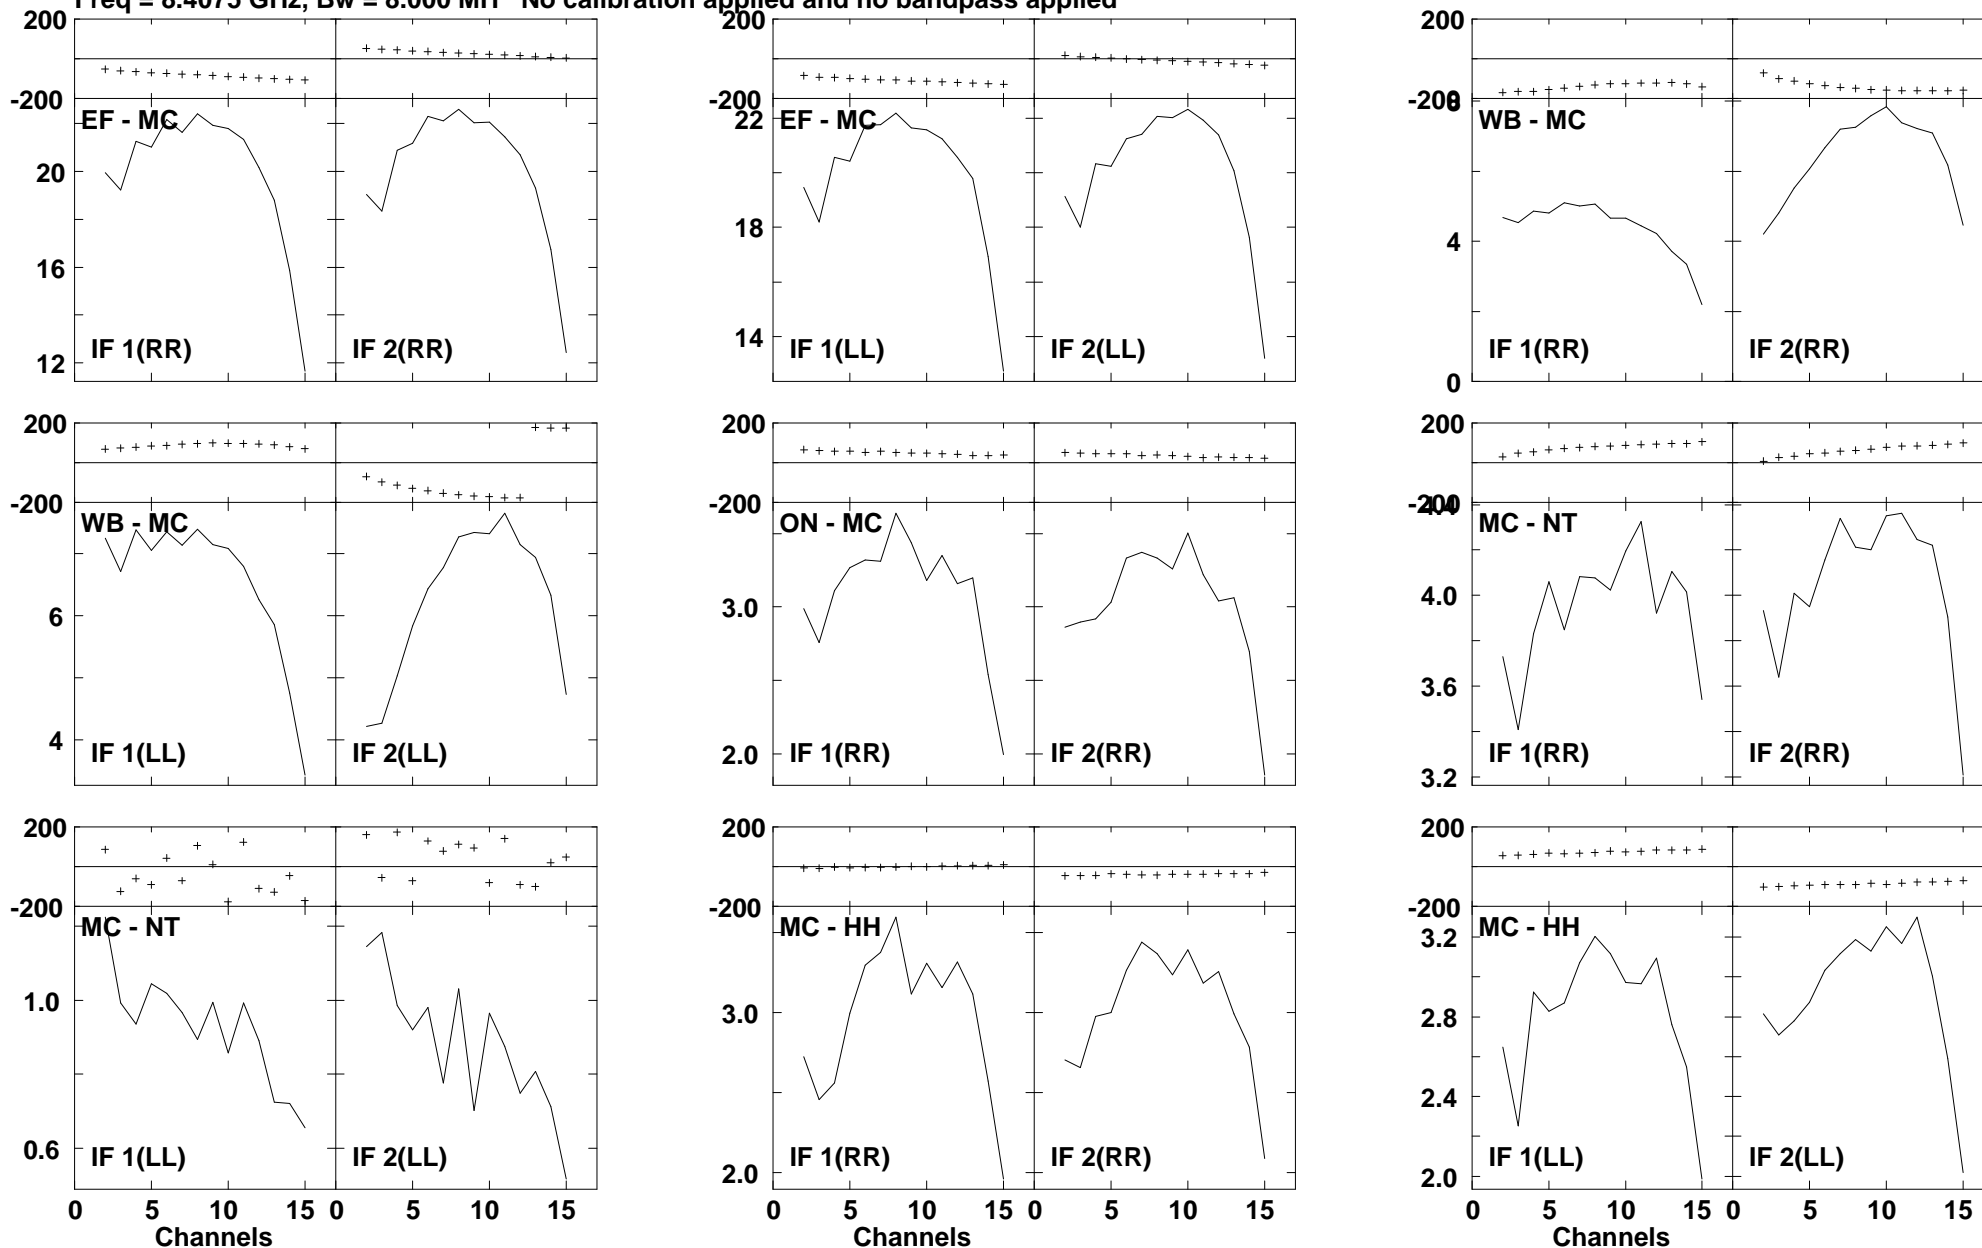 Freq = 8.4075 GHz, Bw = 8.000 MH No calibration applied and no bandpass applied
200 200 200
-200 -200 -200
EF - MC EF - MC WB - MC
22 8
20
18
16
14
12
4
0
IF 1(RR) IF 2(RR) IF 1(LL) IF 2(LL) IF 1(RR) IF 2(RR)
200 200 200
-200 -200 -200
4.4
WB - MC ON - MC MC - NT
6 3.0 4.0
3.6
4 2.0 3.2
IF 1(LL) IF 2(LL) IF 1(RR) IF 2(RR) IF 1(RR) IF 2(RR)
200 200 200
-200 -200 -200
MC - NT MC - HH MC - HH
3.2
1.0 3.0 2.8
2.4
0.6 2.0 2.0
IF 1(LL) IF 2(LL) IF 1(RR) IF 2(RR) IF 1(LL) IF 2(LL)
0 5 10 15 0 5 10 15 0 5 10 15 0 5 10 15 0 5 10 15 0 5 10 15
Channels Channels Channels